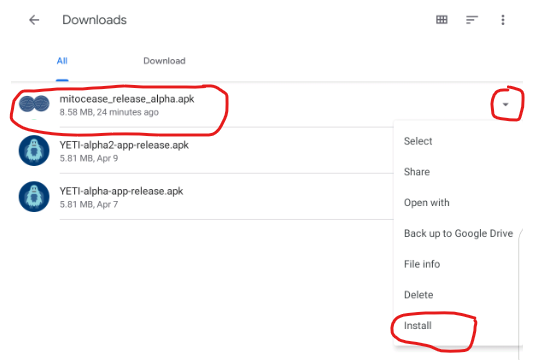 Downloads
All
Download
mitocease_release_alpha.apk
8.58 MB, 24 minutes ago
YETI-alpha2-app-release.apk
5.81 MB, Apr 9
YETI-alpha-app-release.apk
5.81 MB, Apr 7
Select
Share
Open with
Back up to Google Drive
File info
Delete
Install